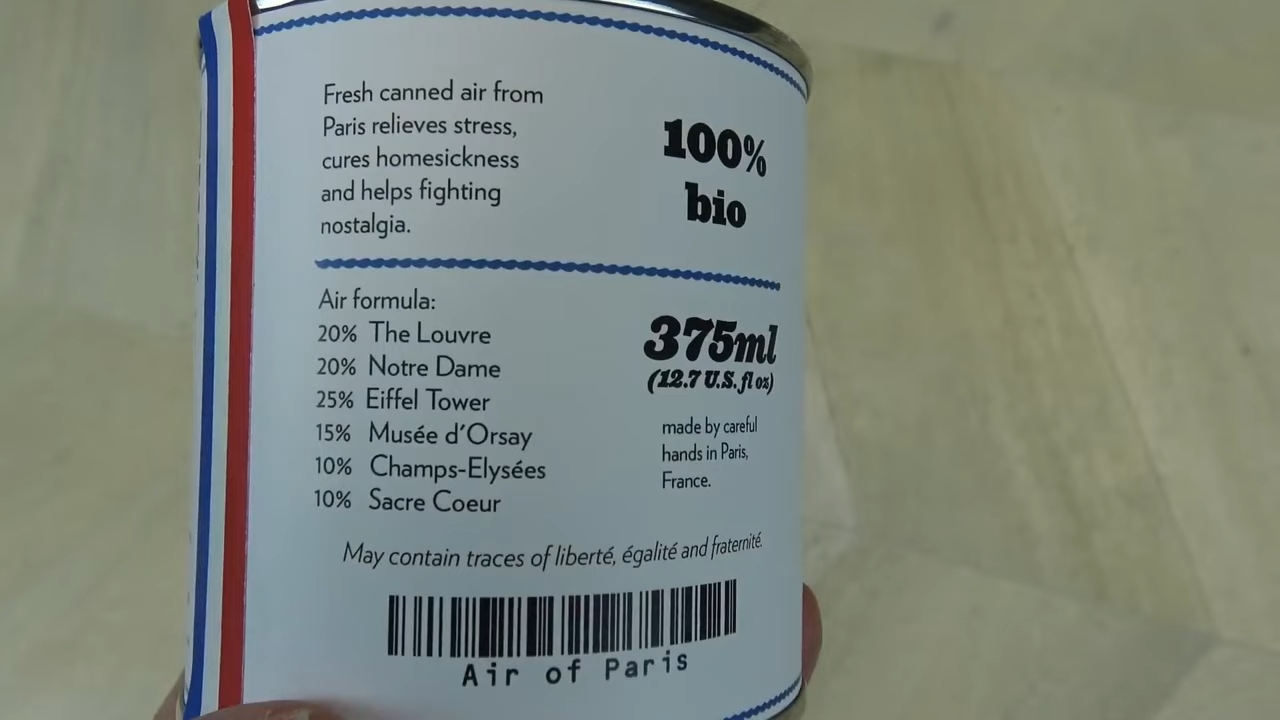 Fresh canned air from
Paris relieves stress,
cures homesickness
and helps fighting
nostalgia.
100%
bio
Air formula:
20% The Louvre
20% Notre Dame
25% Eiffel Tower
15% Musée d'Orsay
10% Champs-Elysées
10% Sacre Coeur
375ml
(12.7 U.S. fl oz)
made by careful
hands in Paris,
France.
May contain traces of liberté, égalité and fraternité.
Air of Paris